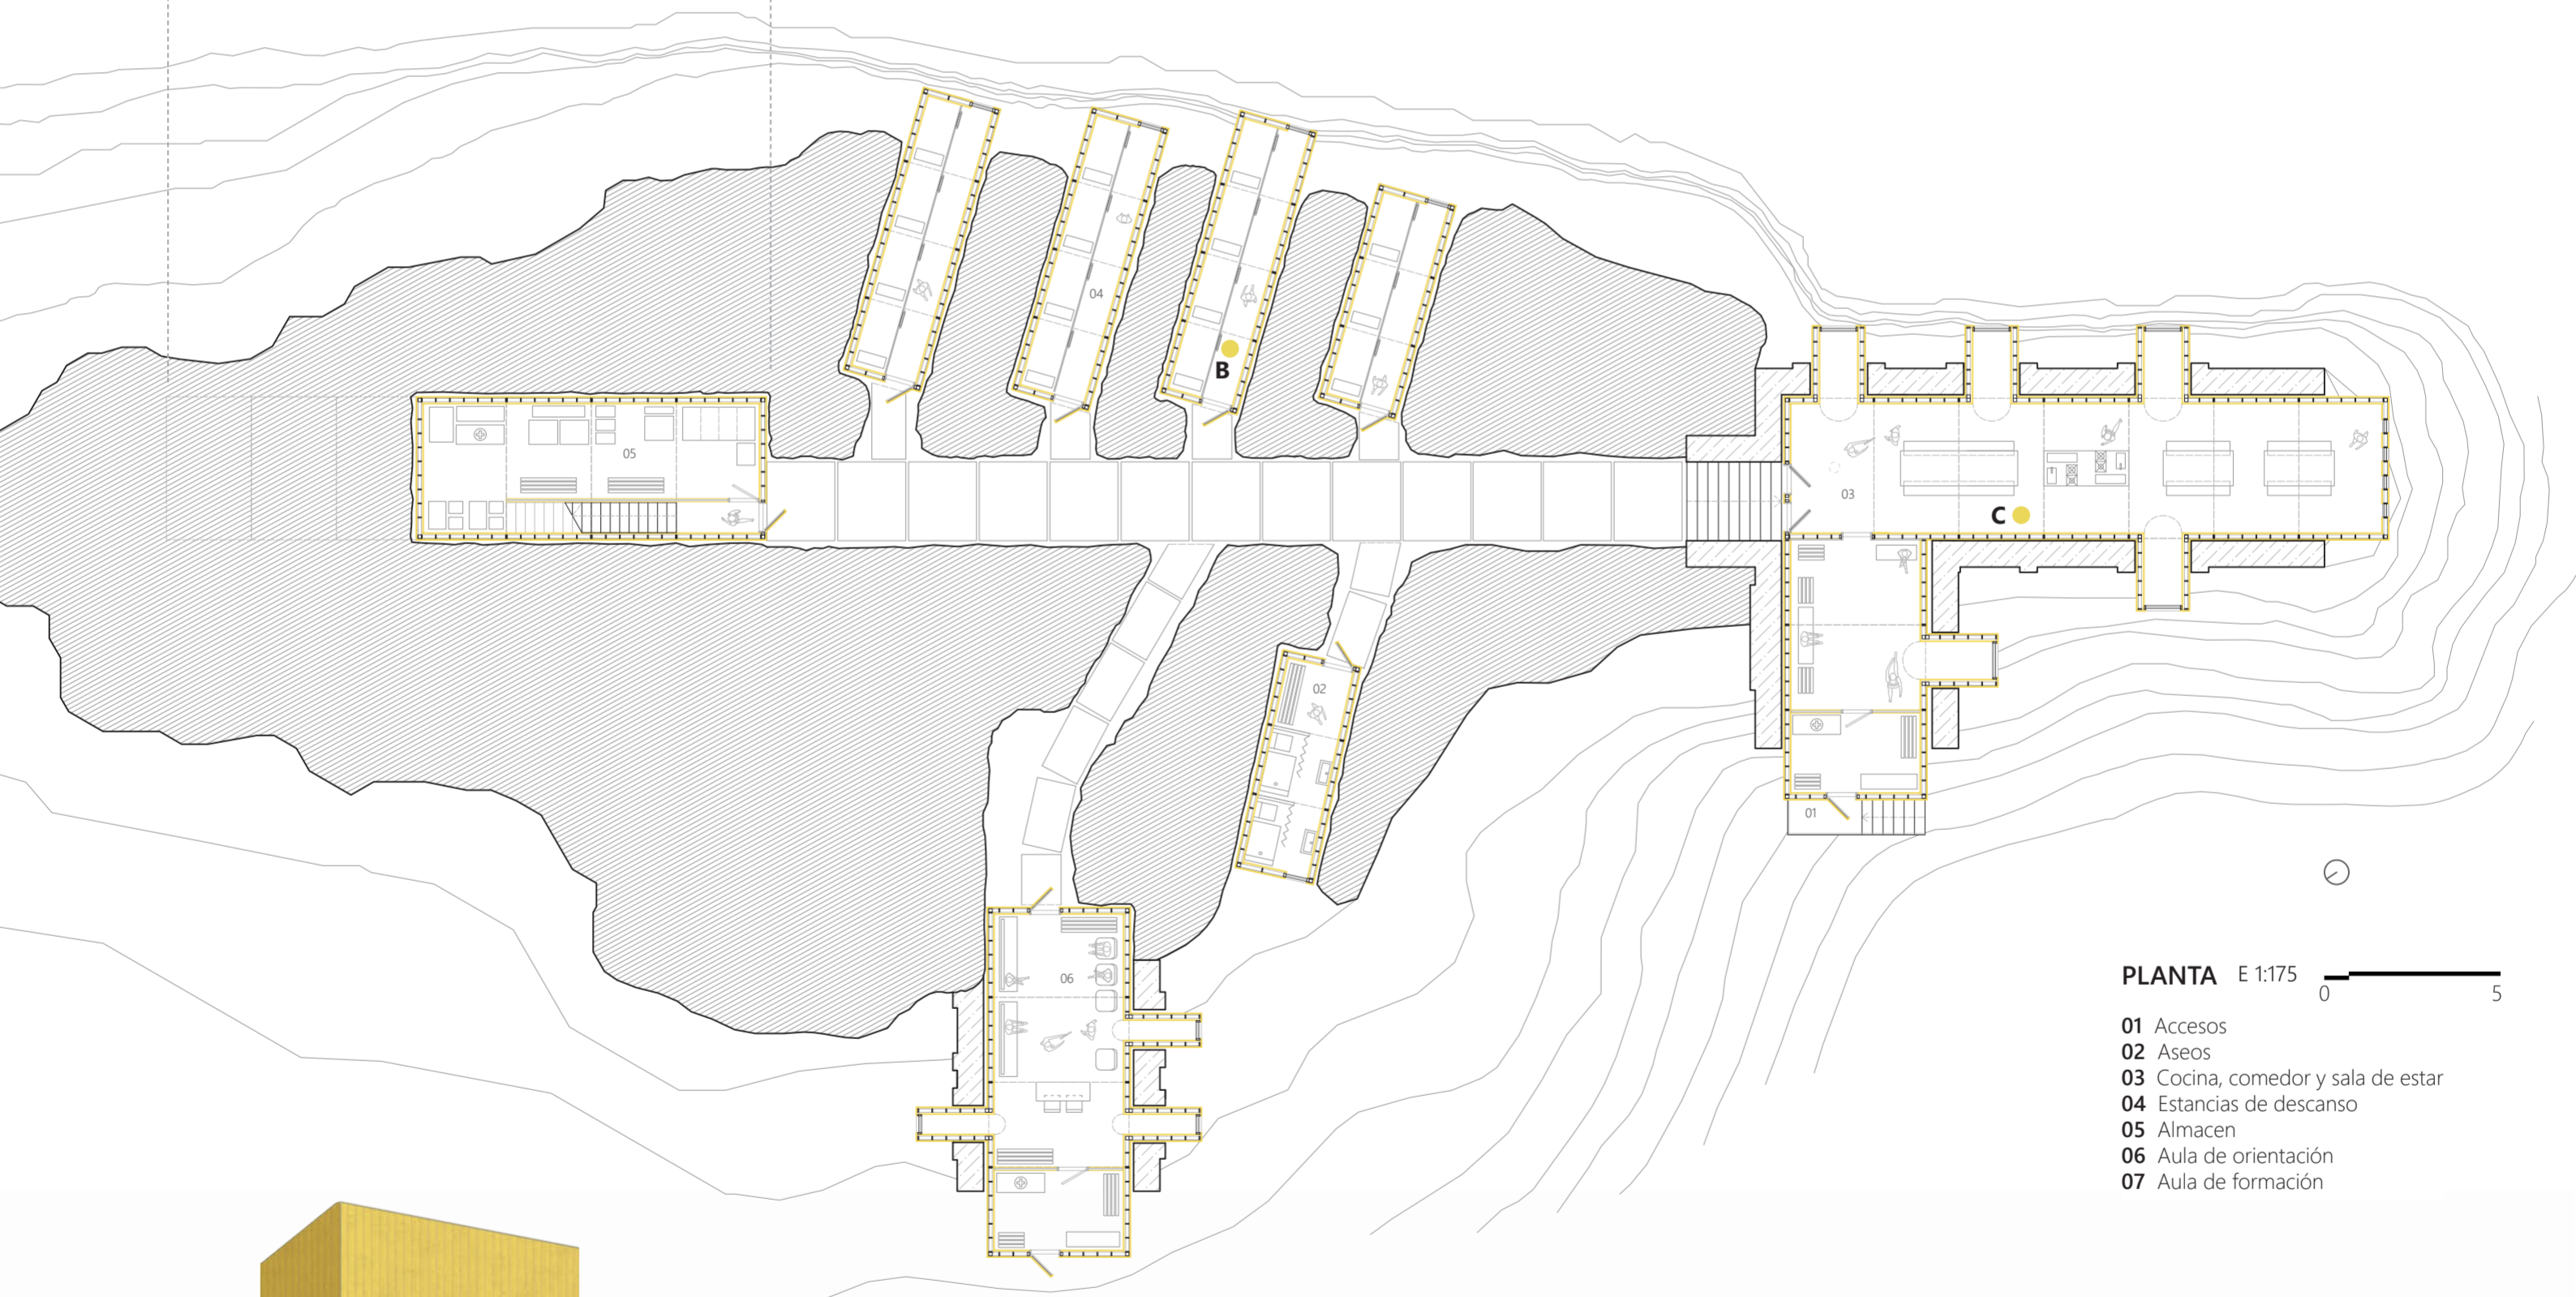 04
B
05
03
C
02
01
06
PLANTA E 1:175
0 5
01 Accesos
02 Aseos
03 Cocina, comedor y sala de estar
04 Estancias de descanso
05 Almacen
06 Aula de orientación
07 Aula de formación